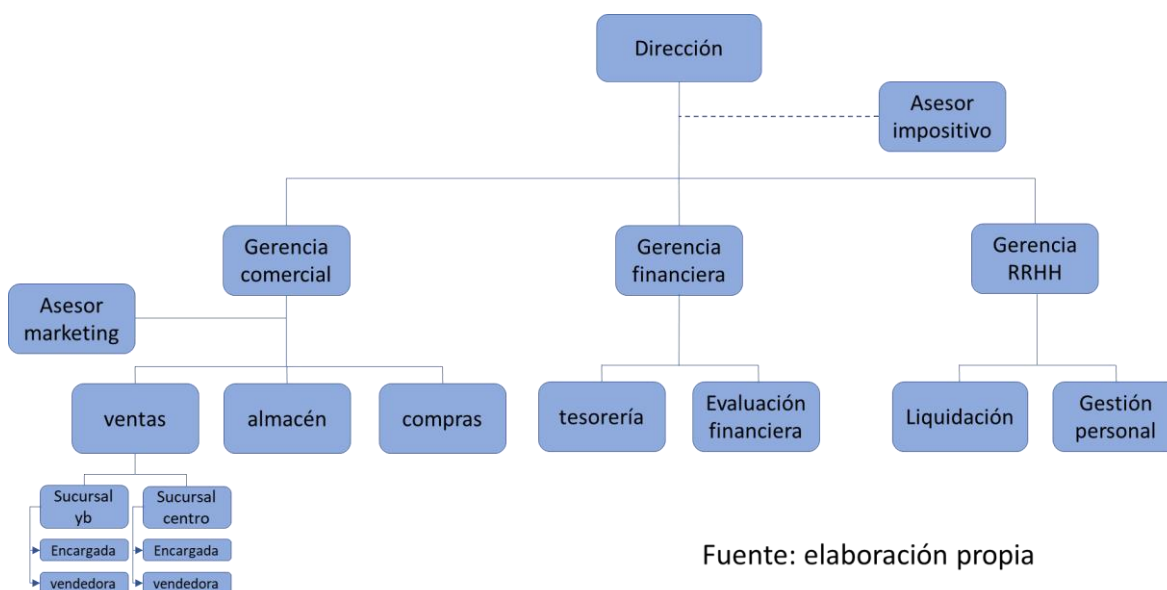 Dirección
Asesor
impositivo
Gerencia
comercial
Gerencia
financiera
Gerencia
RRHH
Asesor
marketing
ventas
almacén
compras
tesorería
Evaluación
financiera
Liquidación
Gestión
personal
Sucursal
yb
Sucursal
centro
Encargada
Encargada
vendedora
vendedora
Fuente: elaboración propia